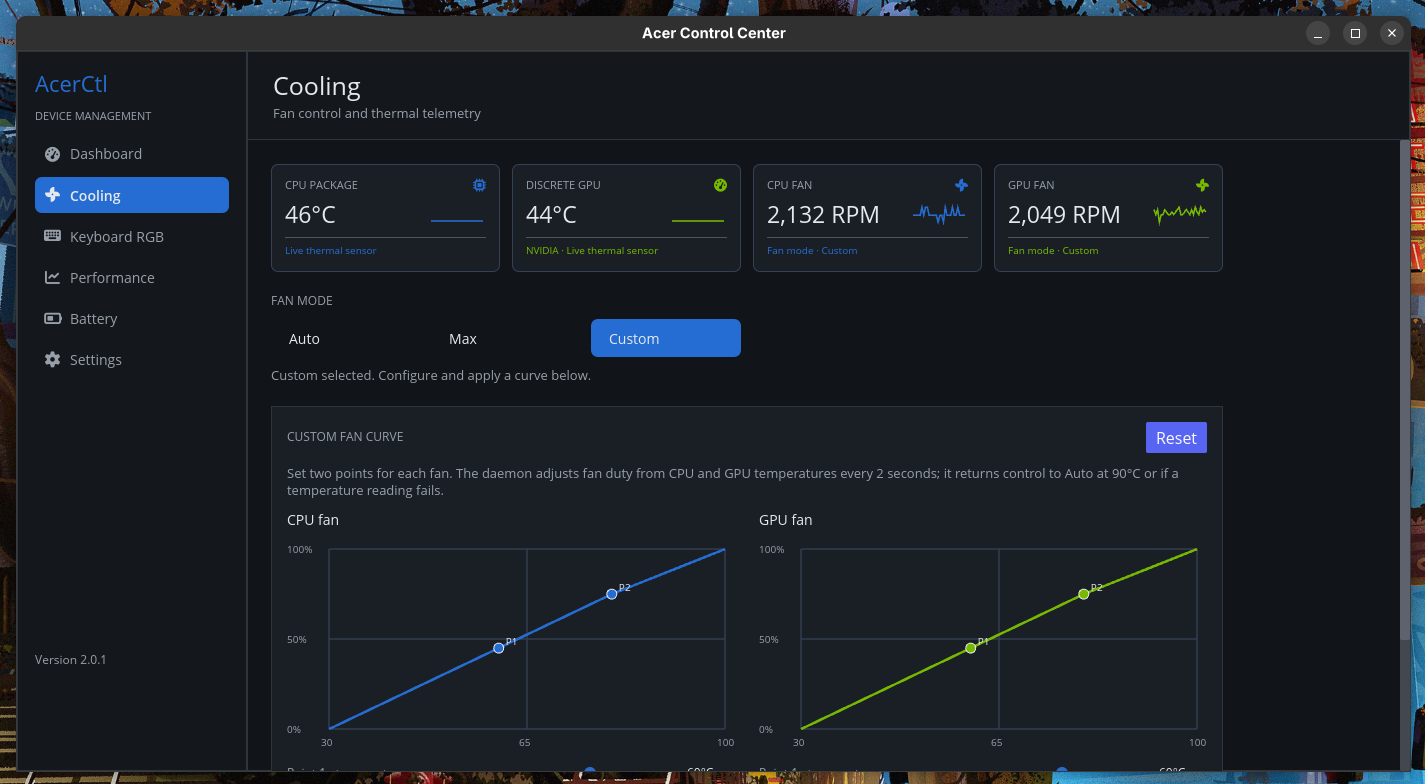 Acer Control Center
AcerCtl
DEVICE MANAGEMENT
Dashboard
Cooling
Keyboard RGB
Performance
Battery
Settings
Version 2.0.1
Cooling
Fan control and thermal telemetry
CPU PACKAGE
46°C
Live thermal sensor
DISCRETE GPU
44°C
NVIDIA · Live thermal sensor
CPU FAN
2,132 RPM
Fan mode · Custom
GPU FAN
2,049 RPM
Fan mode · Custom
FAN MODE
Auto
Max
Custom
Custom selected. Configure and apply a curve below.
CUSTOM FAN CURVE
Reset
Set two points for each fan. The daemon adjusts fan duty from CPU and GPU temperatures every 2 seconds; it returns control to Auto at 90°C or if a
temperature reading fails.
CPU fan
100%
50%
0%
P1
P2
30
65
100
GPU fan
100%
50%
0%
P1
P2
30
65
100